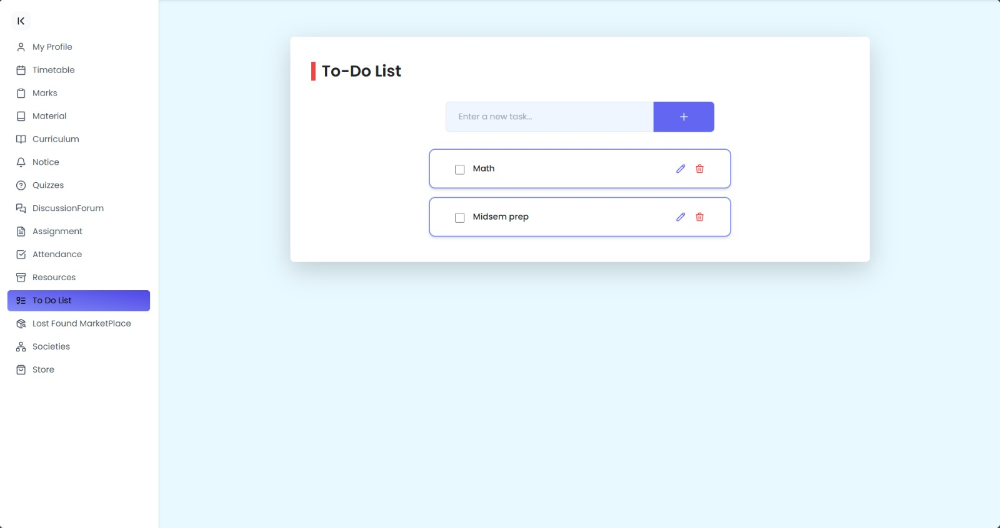 My Profile
Timetable
Marks
Material
Curriculum
Notice
Quizzes
DiscussionForum
Assignment
Attendance
Resources
To Do List
Lost Found MarketPlace
Societies
Store
To-Do List
Enter a new task...
Math
Midsem prep